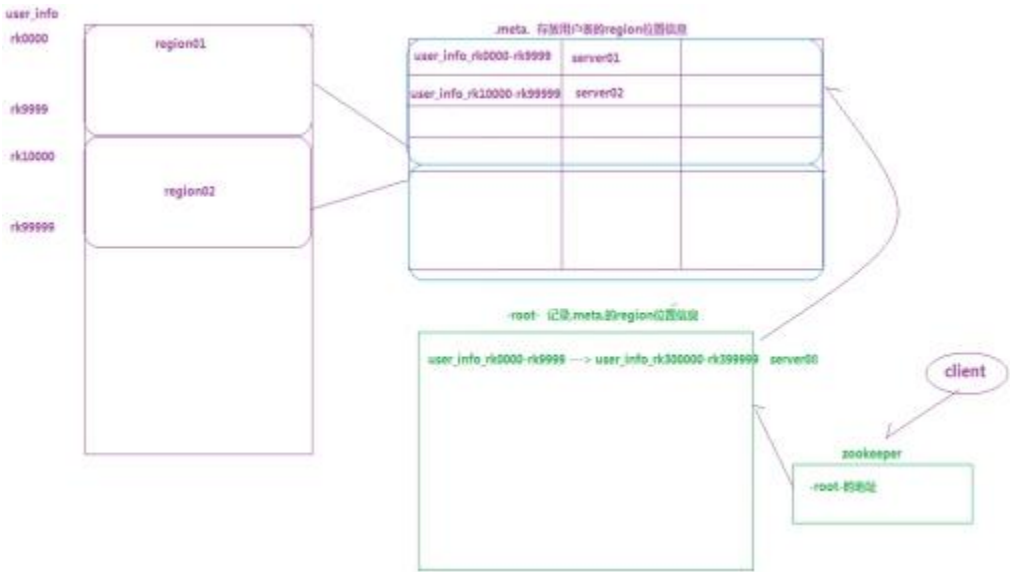 user_info
rk0000
region01
rk9999
rk10000
region02
rk99999
.meta. 存放用户表的region位置信息
user_info_rk0000-rk9999 server01
user_info_rk10000-rk99999 server02
-root- 记录.meta.的region位置信息
user_info_rk0000-rk9999 ---> user_info_rk300000-rk399999 server08
client
zookeeper
-root-的地址